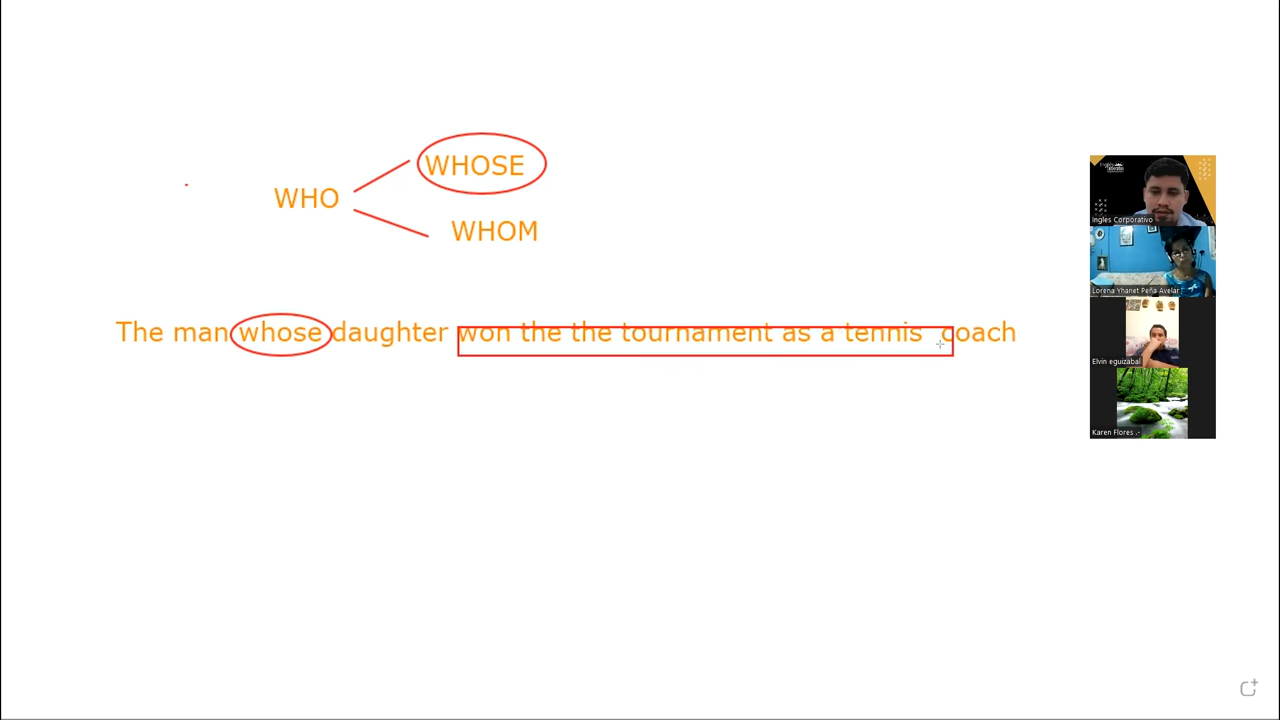 WHOSE
WHO
WHOM
The man whose daughter won the the tournament as a tennis coach
Ingles Corporativo
Lorena Yhanet Peña Avelar
Elvin eguizabal
Karen Flores .-